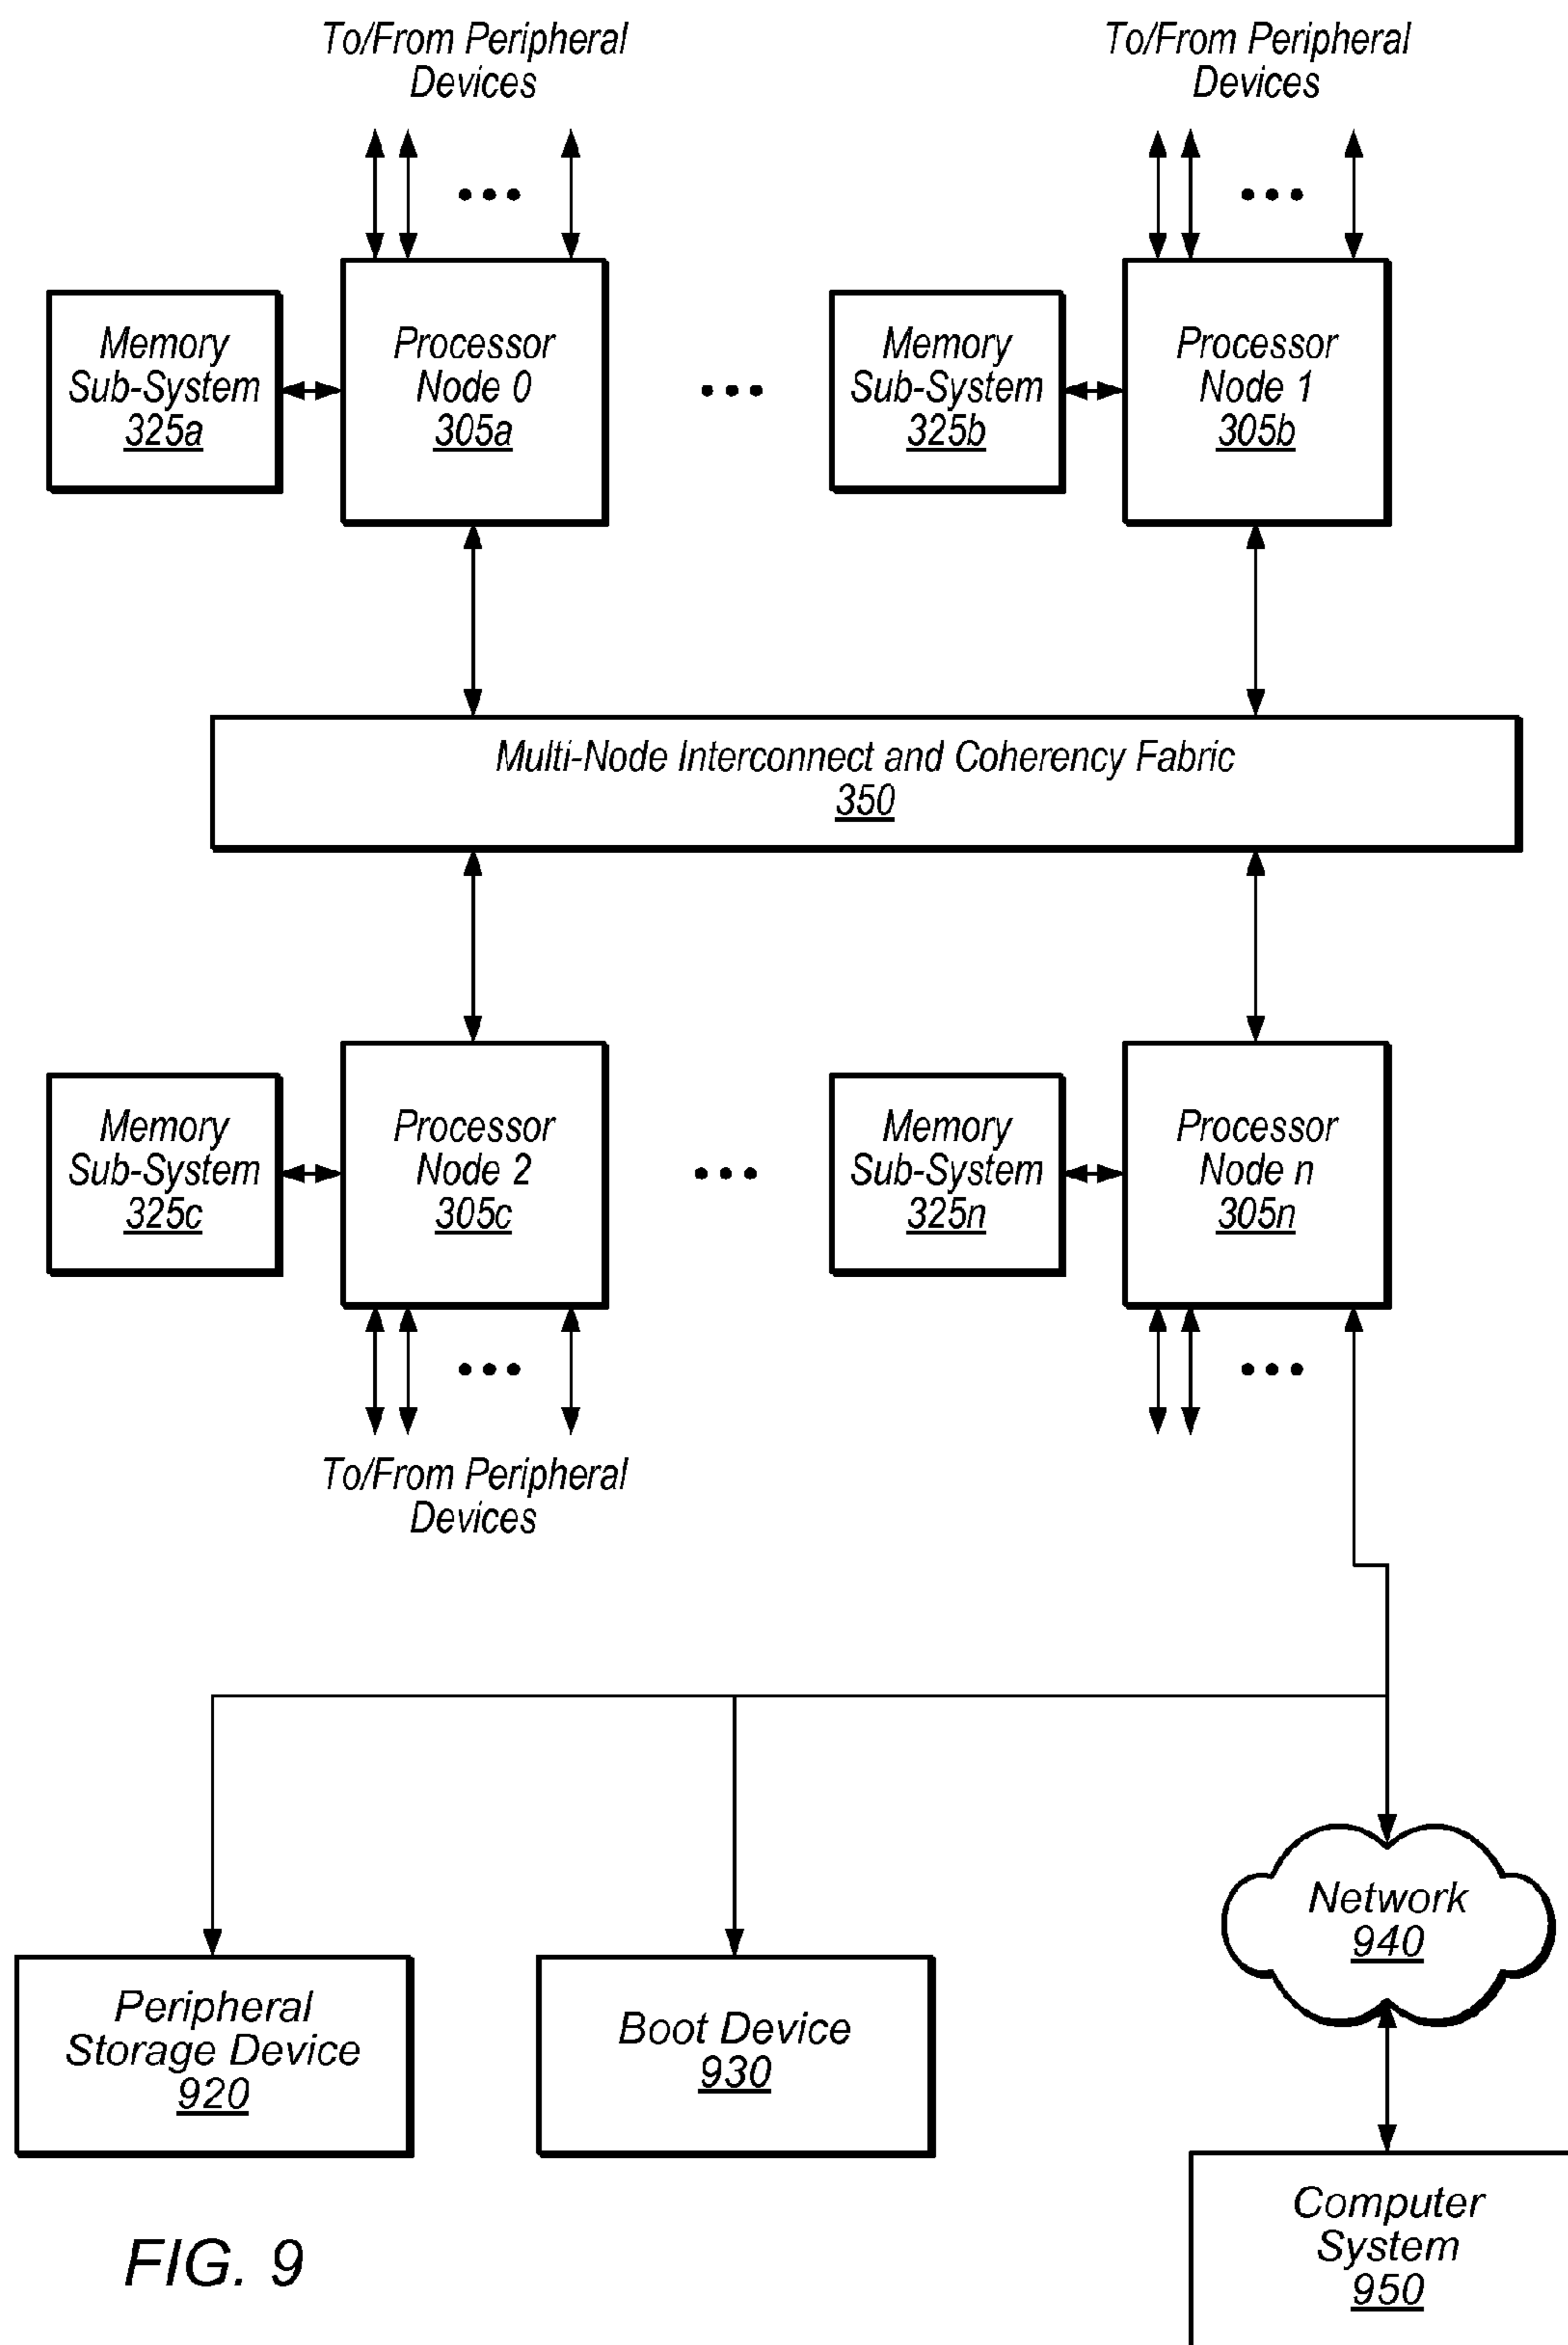 To/From Peripheral
Devices
To/From Peripheral
Devices
Memory
Sub-System
325a
Processor
Node 0
305a
Memory
Sub-System
325b
Processor
Node 1
305b
Multi-Node Interconnect and Coherency Fabric
350
Memory
Sub-System
325c
Processor
Node 2
305c
Memory
Sub-System
325n
Processor
Node n
305n
To/From Peripheral
Devices
Network
940
Peripheral
Storage Device
920
Boot Device
930
Computer
System
950
FIG. 9